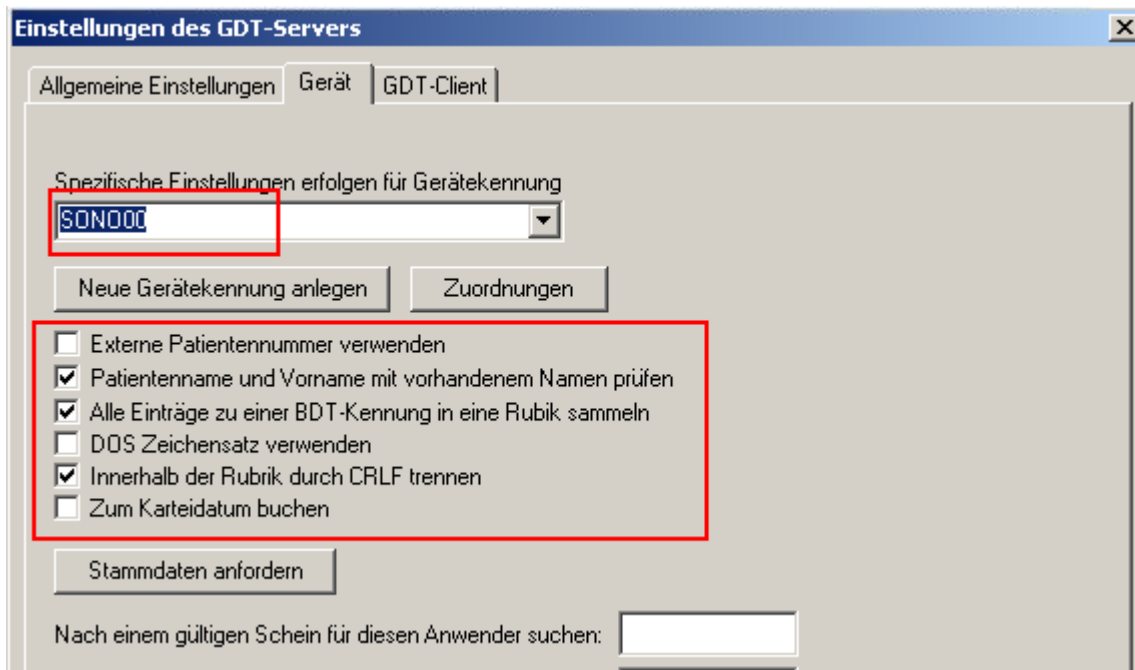 Einstellungen des GDT-Servers
Allgemeine Einstellungen Gerät GDT-Client
Spezifische Einstellungen erfolgen für Gerätekennung
SONO00
Neue Gerätekennung anlegen Zuordnungen
Externe Patientennummer verwenden
Patientenname und Vorname mit vorhandenem Namen prüfen
Alle Einträge zu einer BDT-Kennung in eine Rubik sammeln
DOS Zeichensatz verwenden
Innerhalb der Rubrik durch CRLF trennen
Zum Karteidatum buchen
Stammdaten anfordern
Nach einem gültigen Schein für diesen Anwender suchen: